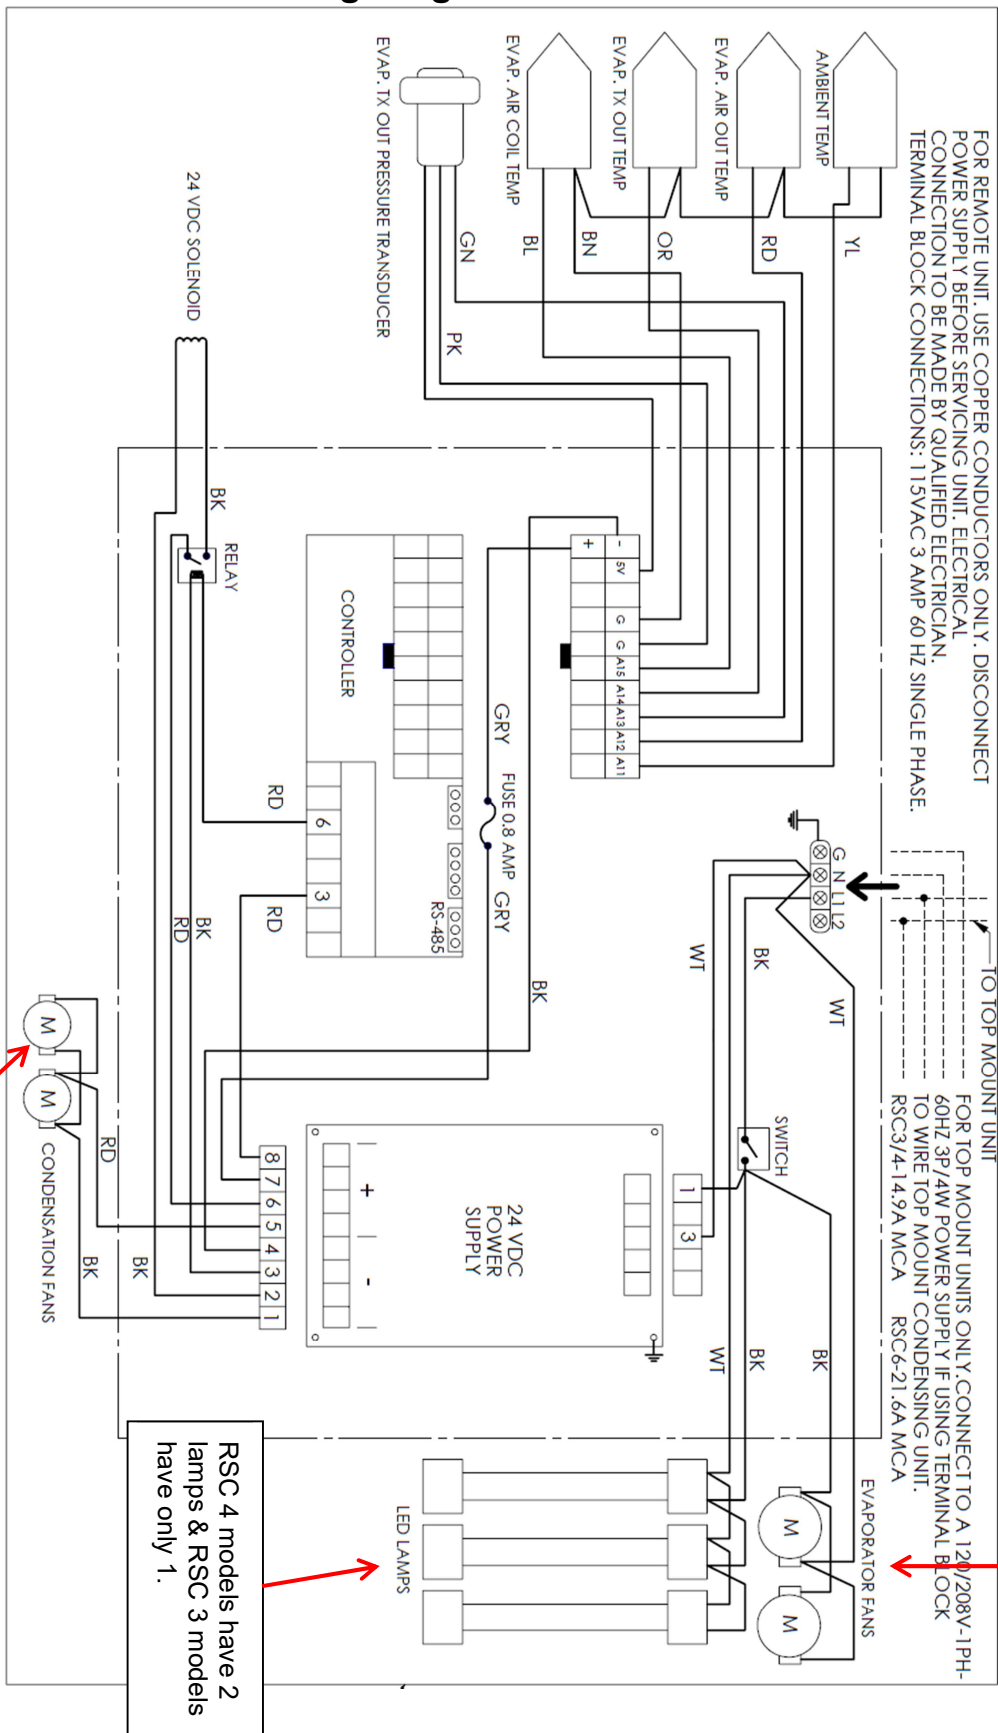 FOR REMOTE UNIT. USE COPPER CONDUCTORS ONLY. DISCONNECT
POWER SUPPLY BEFORE SERVICING UNIT. ELECTRICAL
CONNECTION TO BE MADE BY QUALIFIED ELECTRICIAN.
TERMINAL BLOCK CONNECTIONS: 115VAC 3 AMP 60 HZ SINGLE PHASE.
TO TOP MOUNT UNIT
FOR TOP MOUNT UNITS ONLY.CONNECT TO A 120/208V-1PH-
60HZ 3P/4W POWER SUPPLY IF USING TERMINAL BLOCK
TO WIRE TOP MOUNT CONDENSING UNIT.
RSC3/4-14.9A MCA RSC6-21.6A MCA
AMBIENT TEMP
EVAP. AIR OUT TEMP
EVAP. TX OUT TEMP
EVAP. AIR COIL TEMP
EVAP. TX OUT PRESSURE TRANSDUCER
24 VDC SOLENOID
YL
RD
OR
BN
BL
GN
PK
BK
RELAY
- 5V G G A15 A14 A13 A12 A11
+
CONTROLLER
6 3
RD
RD
GRY
FUSE 0.8 AMP
GRY
RS-485
BK
BK
RD
G N L1 L2
WT
BK
WT
SWITCH
1 3
24 VDC
POWER
SUPPLY
+ -
8 7 6 5 4 3 2 1
M
M
CONDENSATION FANS
RD
BK
BK
BK
BK
WT
EVAPORATOR FANS
M
M
LED LAMPS
RSC 4 models have 2
lamps & RSC 3 models
have only 1.